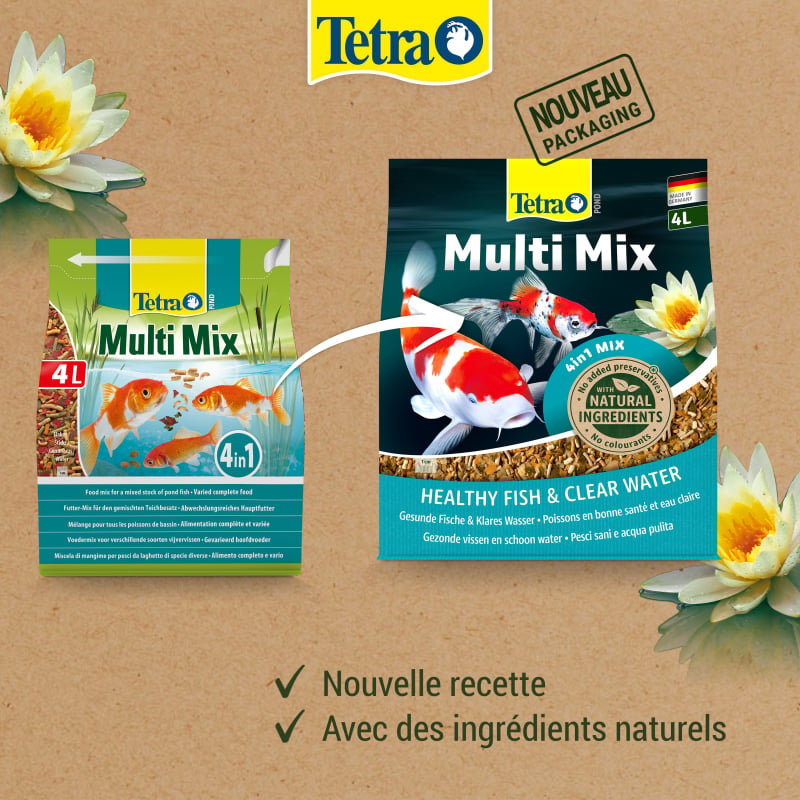 Tetra
NOUVEAU
PACKAGING
Tetra
POND
MADE IN
GERMANY
4L
Multi Mix
4in1 MIX
No added preservatives
WITH
NATURAL
INGREDIENTS
No colourants
HEALTHY FISH & CLEAR WATER
Gesunde Fische & Klares Wasser • Poissons en bonne santé et eau claire
Gezonde vissen en schoon water • Pesci sani e acqua pulita
Tetra
POND
Multi Mix
4L
4in1
Food mix for a mixed stock of pond fish • Varied complete food
Futter-Mix für den gemischten Teichbesatz • Abwechslungsreiches Hauptfutter
Mélange pour tous les poissons de bassin • Alimentation complète et variée
Voedermix voor verschillende soorten vijvervissen • Gevarieerd hoofdvoeder
Miscela di mangime per pesci da laghetto di specie diverse • Alimento completo e vario
✓ Nouvelle recette
✓ Avec des ingrédients naturels